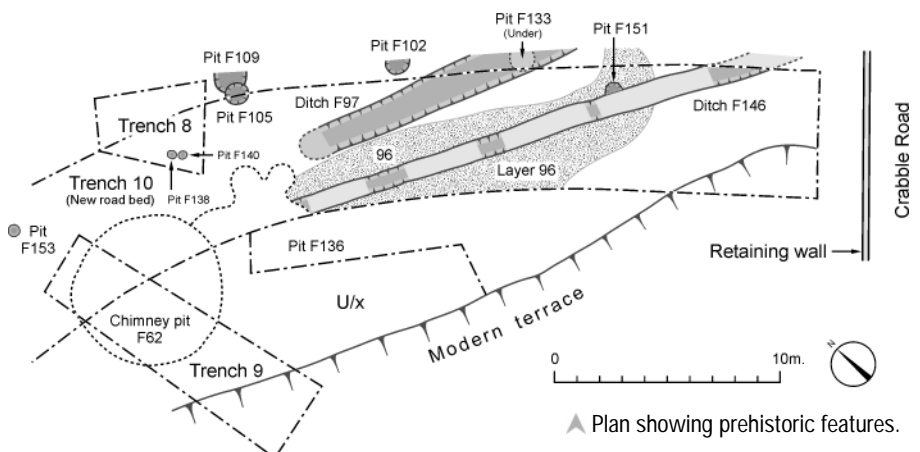 Pit F133
(Under)
Pit F151
Pit F109
Pit F102
Ditch F97
Ditch F146
Pit
F105
Trench 8
Pit F140
96
Layer 96
Trench 10
(New road bed)
Pit F138
Pit
F153
Pit F136
Crabble Road
Retaining wall
U/x
Chimney pit
F62
Modern terrace
Trench 9
0
10m.
N
Plan showing prehistoric features.